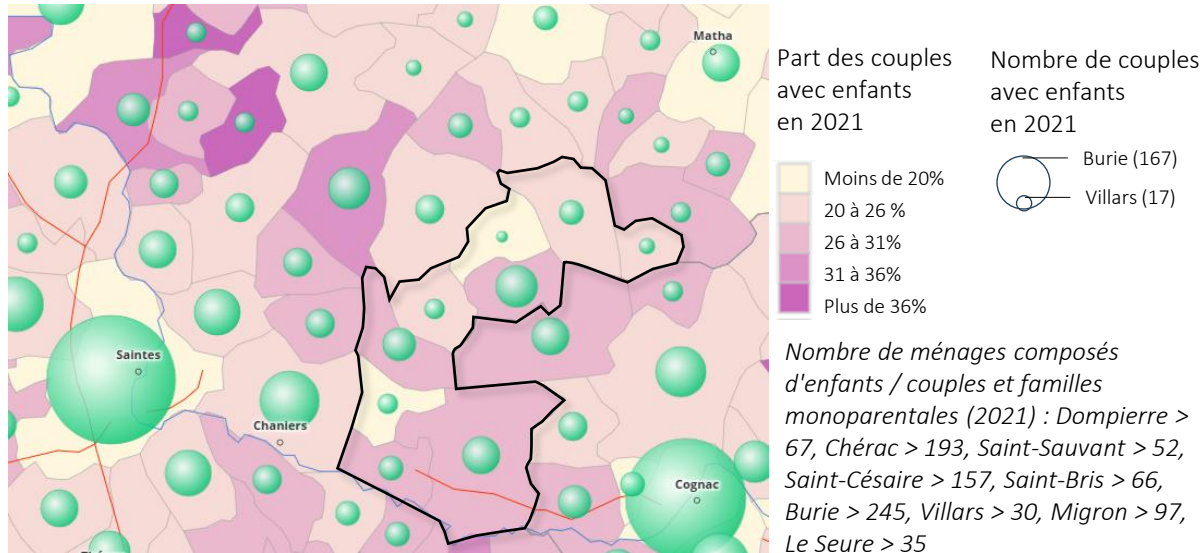 Matha
Saintes
Chaniers
Cognac
Part des couples
avec enfants
en 2021
Moins de 20%
20 à 26 %
26 à 31%
31 à 36%
Plus de 36%
Nombre de couples
avec enfants
en 2021
Burie (167)
Villars (17)
Nombre de ménages composés
d'enfants / couples et familles
monoparentales (2021) : Dompierre >
67, Chérac > 193, Saint-Sauvant > 52,
Saint-Césaire > 157, Saint-Bris > 66,
Burie > 245, Villars > 30, Migron > 97,
Le Seure > 35